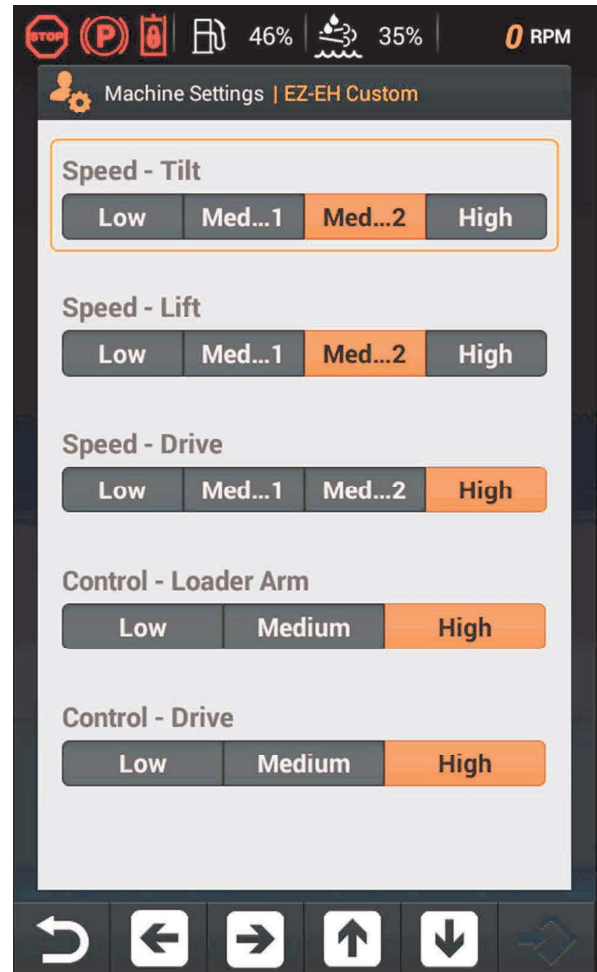 STOP P 46% 35% 0 RPM
Machine Settings | EZ-EH Custom
Speed - Tilt
Low Med...1 Med...2 High
Speed - Lift
Low Med...1 Med...2 High
Speed - Drive
Low Med...1 Med...2 High
Control - Loader Arm
Low Medium High
Control - Drive
Low Medium High